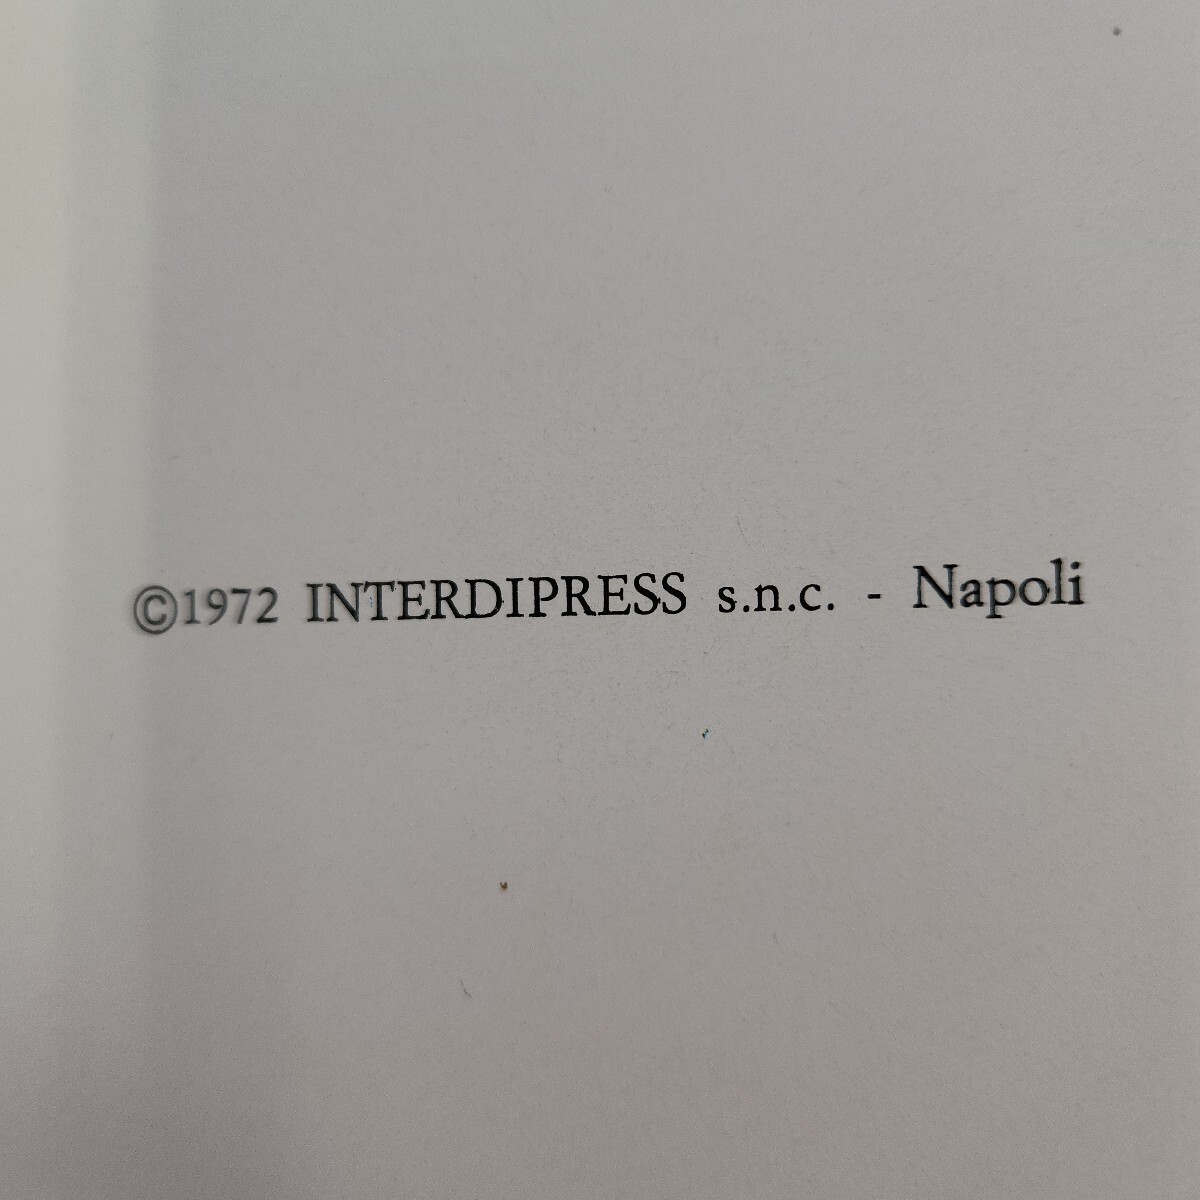 ©1972 INTERDIPRESS s.n.c. - Napoli